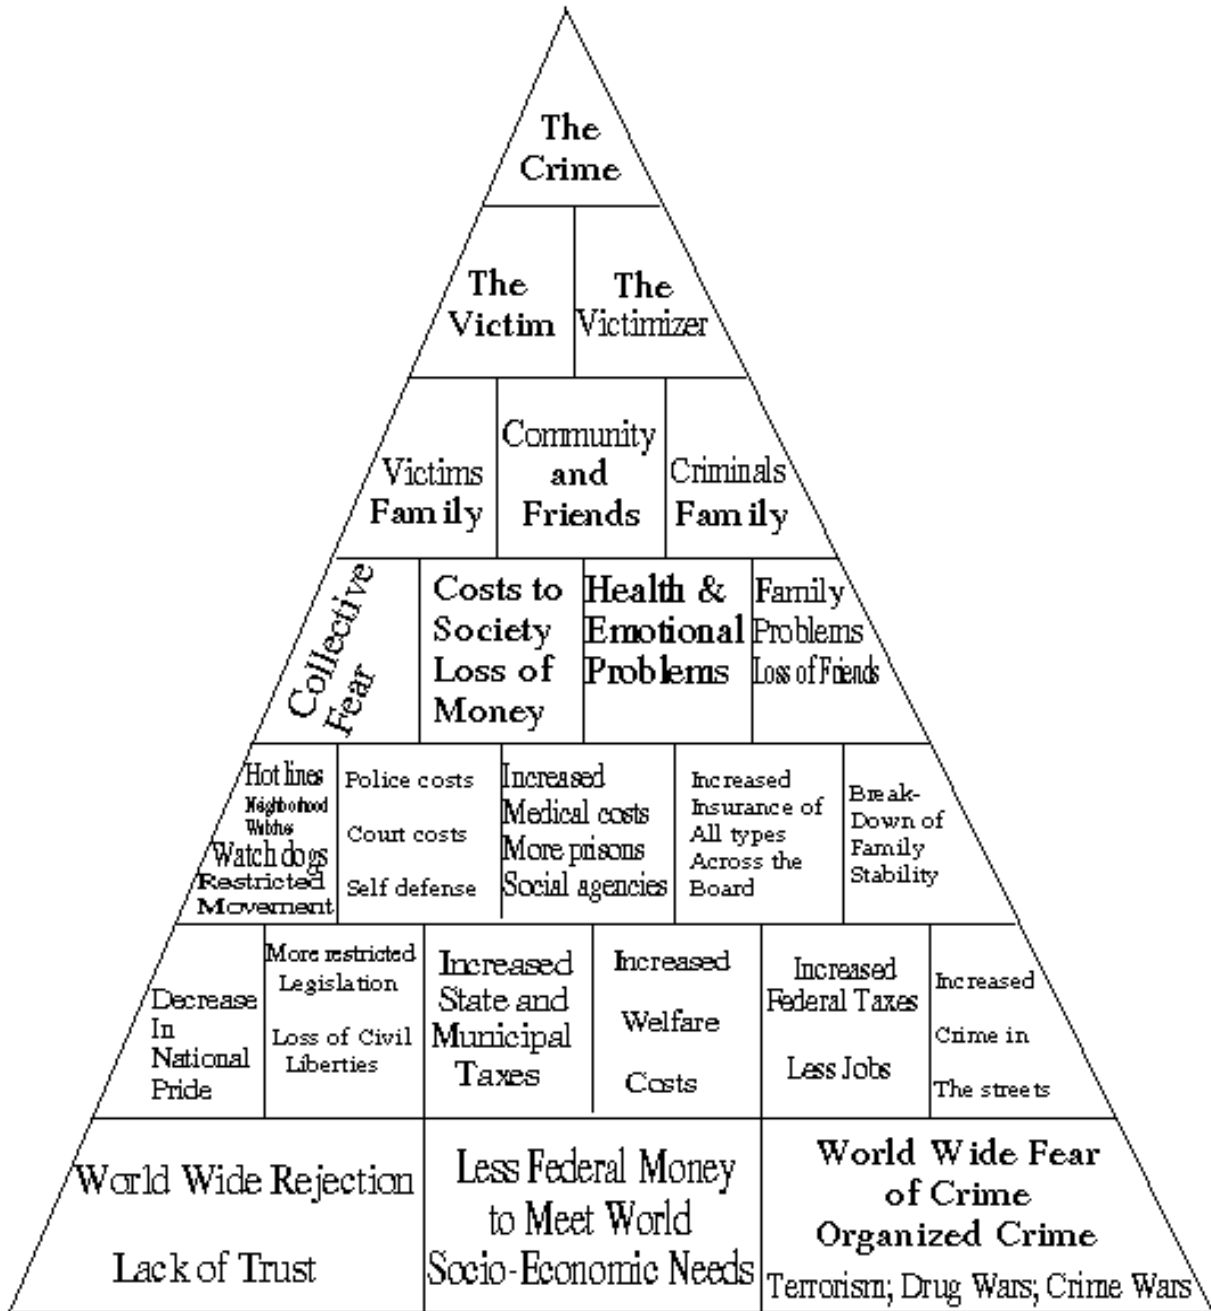 The
Crime
The
Victim
The
Victimizer
Victims
Family
Community
and
Friends
Criminals
Family
Collective
Fear
Costs to
Society
Loss of
Money
Health &
Emotional
Problems
Family
Problems
Loss of Friends
Hot lines
Neighborhood
Watches
Watch dogs
Restricted
Movement
Police costs
Court costs
Self defense
Increased
Medical costs
More prisons
Social agencies
Increased
Insurance of
All types
Across the
Board
Break-
Down of
Family
Stability
Decrease
In
National
Pride
More restricted
Legislation
Loss of Civil
Liberties
Increased
State and
Municipal
Taxes
Increased
Welfare
Costs
Increased
Federal Taxes
Less Jobs
Increased
Crime in
The streets
World Wide Rejection
Lack of Trust
Less Federal Money
to Meet World
Socio-Economic Needs
World Wide Fear
of Crime
Organized Crime
Terrorism; Drug Wars; Crime Wars